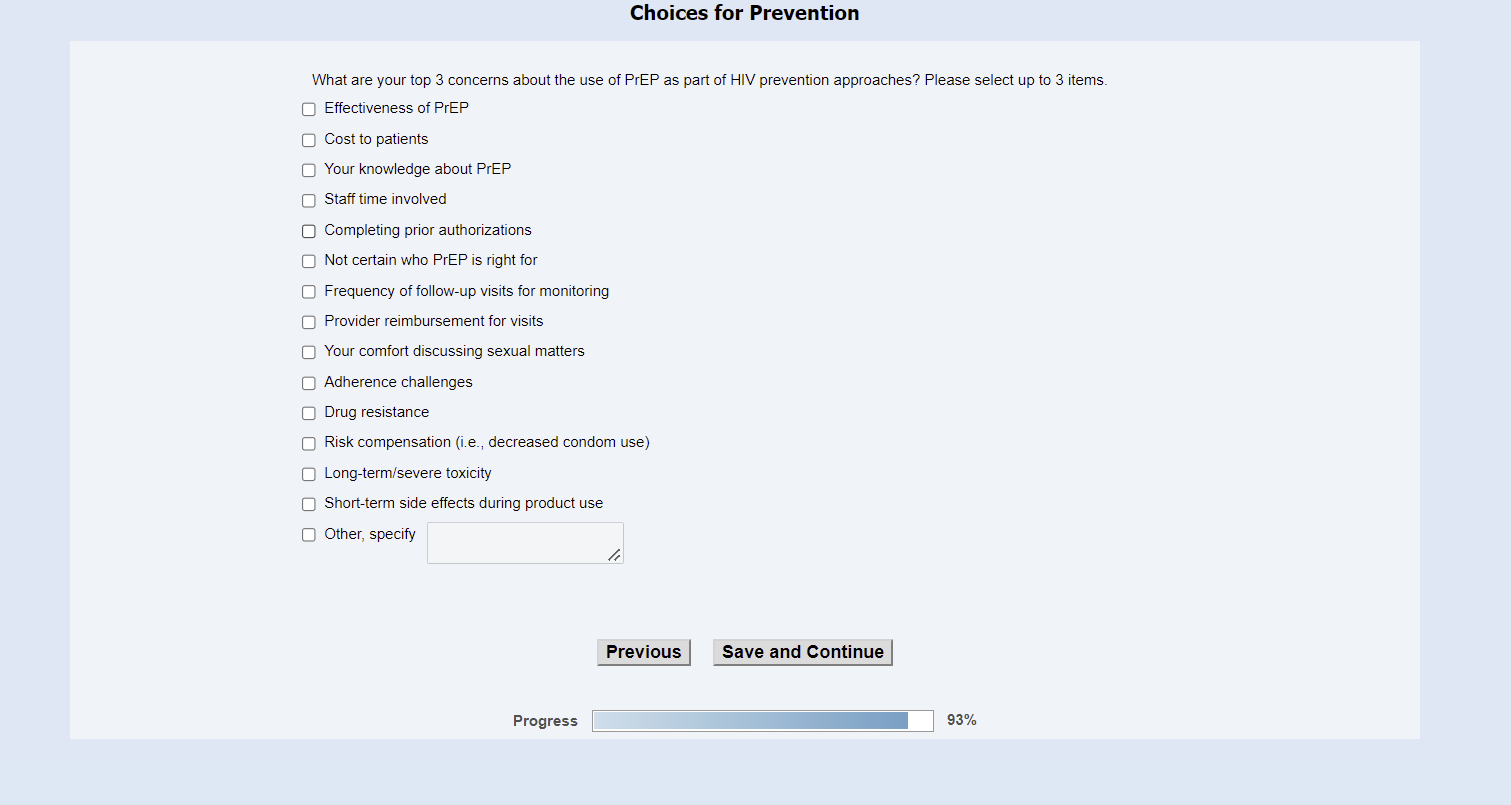 Choices for Prevention
What are your top 3 concerns about the use of PrEP as part of HIV prevention approaches? Please select up to 3 items.
Effectiveness of PrEP
Cost to patients
Your knowledge about PrEP
Staff time involved
Completing prior authorizations
Not certain who PrEP is right for
Frequency of follow-up visits for monitoring
Provider reimbursement for visits
Your comfort discussing sexual matters
Adherence challenges
Drug resistance
Risk compensation (i.e., decreased condom use)
Long-term/severe toxicity
Short-term side effects during product use
Other, specify
Previous Save and Continue
Progress 93%